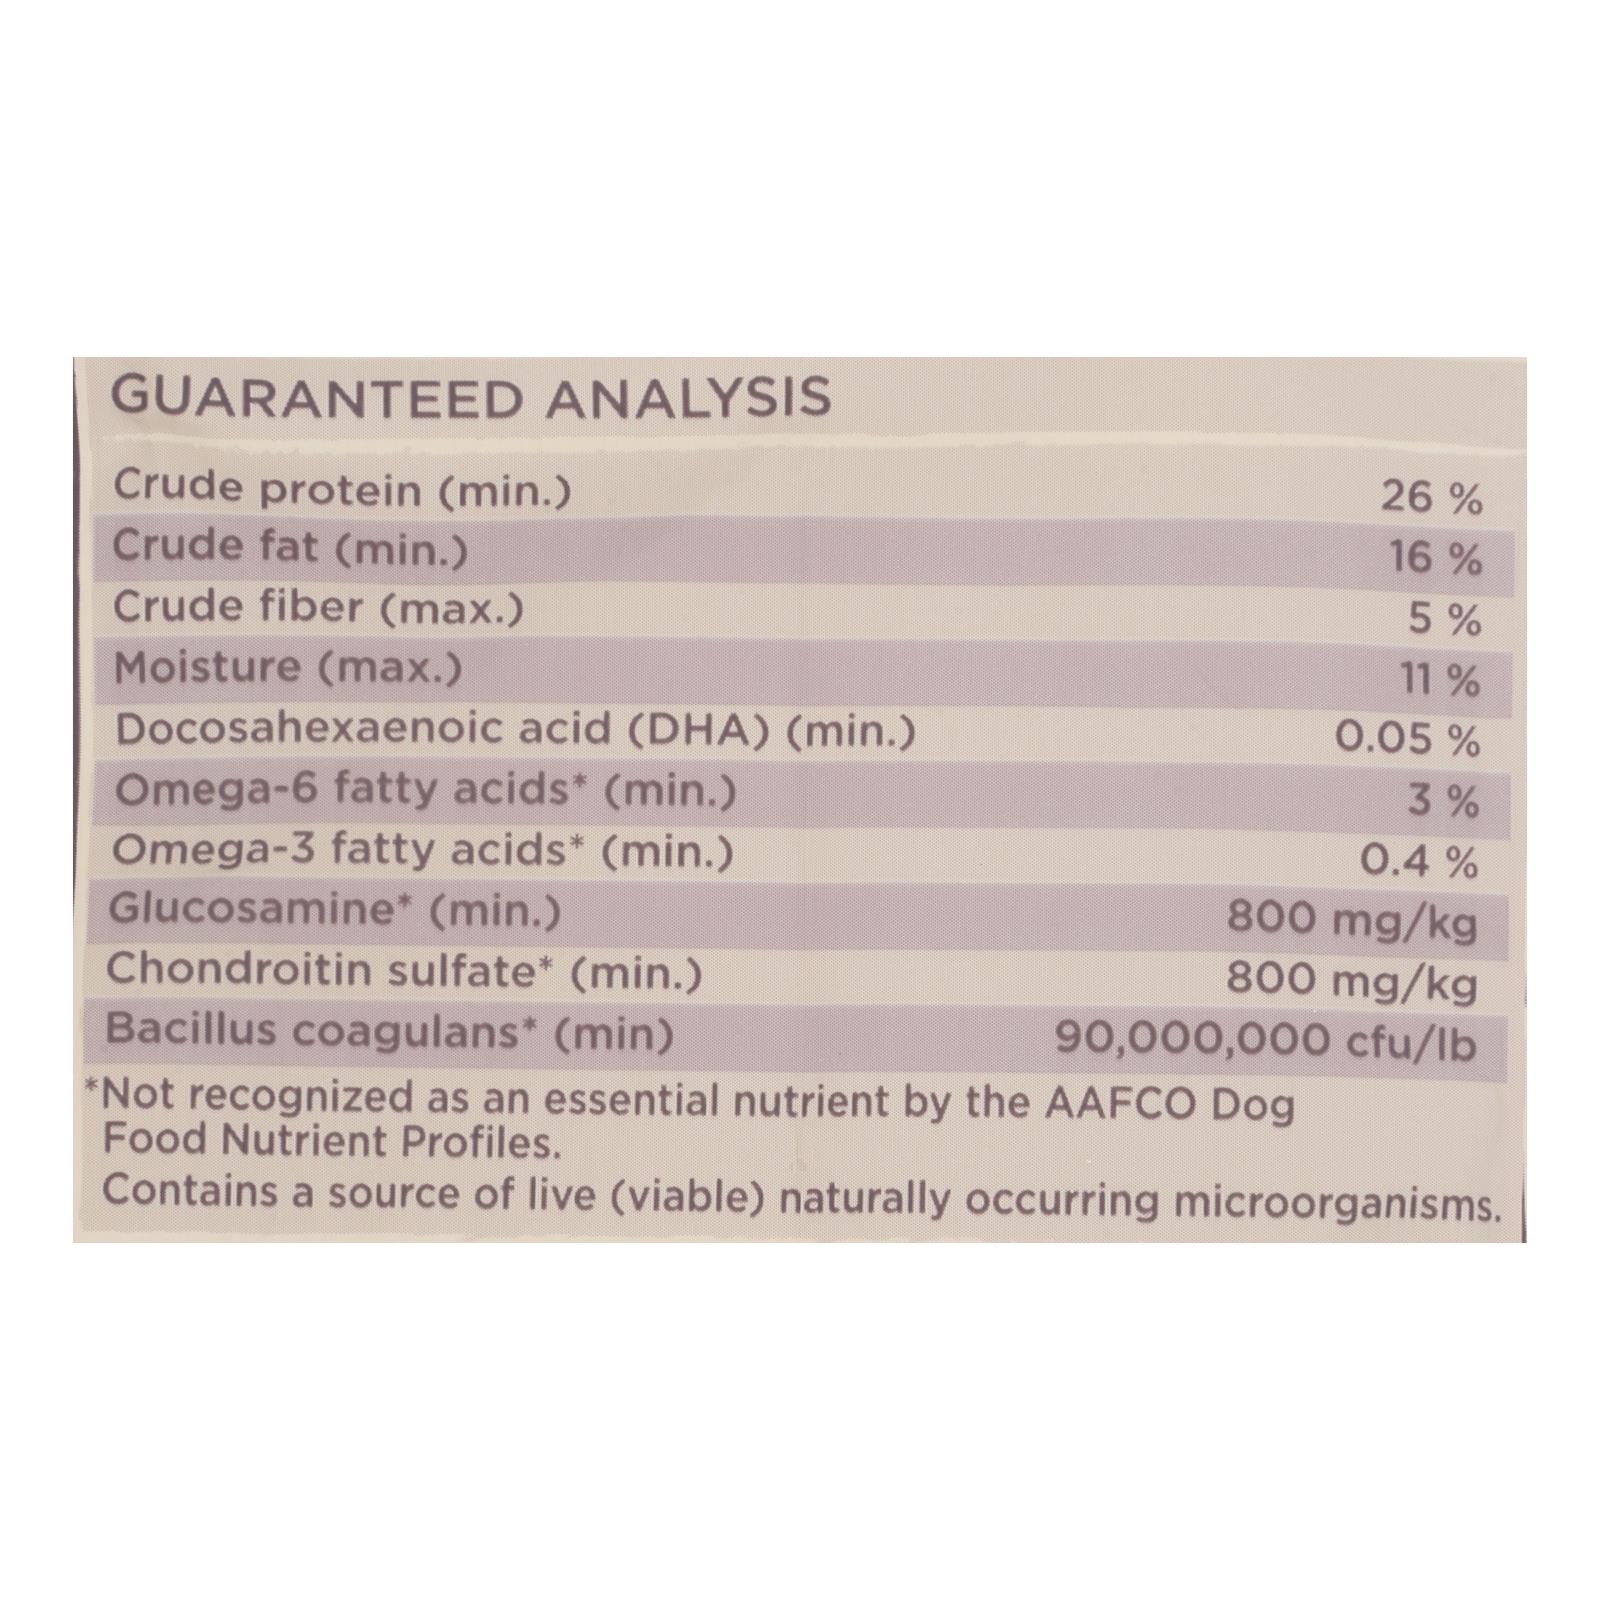 GUARANTEED ANALYSIS
Crude protein (min.) 26 %
Crude fat (min.) 16 %
Crude fiber (max.) 5 %
Moisture (max.) 11 %
Docosahexaenoic acid (DHA) (min.) 0.05 %
Omega-6 fatty acids* (min.) 3 %
Omega-3 fatty acids* (min.) 0.4 %
Glucosamine* (min.) 800 mg/kg
Chondroitin sulfate* (min.) 800 mg/kg
Bacillus coagulans* (min) 90,000,000 cfu/lb
*Not recognized as an essential nutrient by the AAFCO Dog
Food Nutrient Profiles.
Contains a source of live (viable) naturally occurring microorganisms.